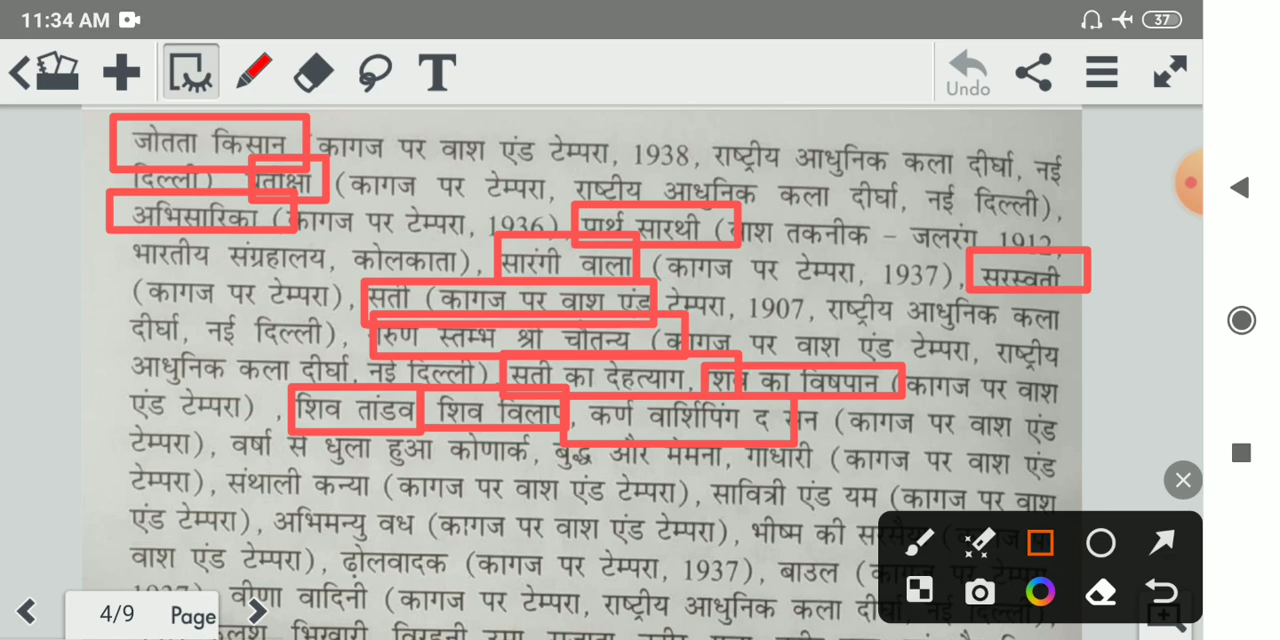 11:34 AM
37
T
Undo
जोतता किसान (कागज पर वाश एंड टेम्परा, 1938, राष्ट्रीय आधुनिक कला दीर्घा, नई
दिल्ली) (कागज पर टेम्परा, राष्ट्रीय आधुनिक कला दीर्घा, नई दिल्ली),
अभिसारिका (कागज पर टेम्परा, 1936), पार्थ सारथी (वाश तकनीक - जलरंग 1912,
भारतीय संग्रहालय, कोलकाता), सारंगी वाला (कागज पर टेम्परा, 1937), सरस्वती
(कागज पर टेम्परा), सती (कागज पर वाश एंड टेम्परा, 1907, राष्ट्रीय आधुनिक कला
दीर्घा, नई दिल्ली), स्तम्भ श्री चौतन्य (कागज पर वाश एंड टेम्परा, राष्ट्रीय
आधुनिक कला दीर्घा, नई दिल्ली) सती का देहत्याग, शिव का विषपान (कागज पर वाश
एंड टेम्परा) , शिव तांडव शिव विलाप, कर्ण वार्शिपिंग द सन (कागज पर वाश एंड
टेम्परा), वर्षा से धुला हुआ कोणार्क, बुद्ध और मेमना, गांधारी (कागज पर वाश एंड
टेम्परा), संथाली कन्या (कागज पर वाश एंड टेम्परा), सावित्री एंड यम (कागज पर वाश
एंड टेम्परा), अभिमन्यु वध (कागज पर वाश एंड टेम्परा), भीष्म की
वाश एंड टेम्परा), ढ़ोलवादक (कागज पर टेम्परा, 1937), बाउल
वीणा वादिनी (कागज पर टेम्परा, राष्ट्रीय आधुनिक कला दीर्घा, नई दिल्ली)
4/9 Page